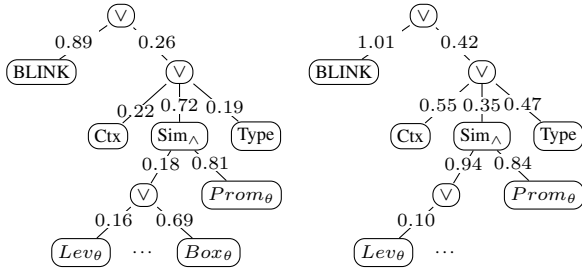 ∨ ∨
0.89 0.26 1.01 0.42
BLINK ∨ BLINK ∨
0.22 0.72 0.19 0.55 0.35 0.47
Ctx Sim∧ Type Ctx Sim∧ Type
0.18 0.81 0.94 0.84
∨ Promθ ∨ Promθ
0.16 0.69 0.10
Levθ ... Boxθ Levθ ...